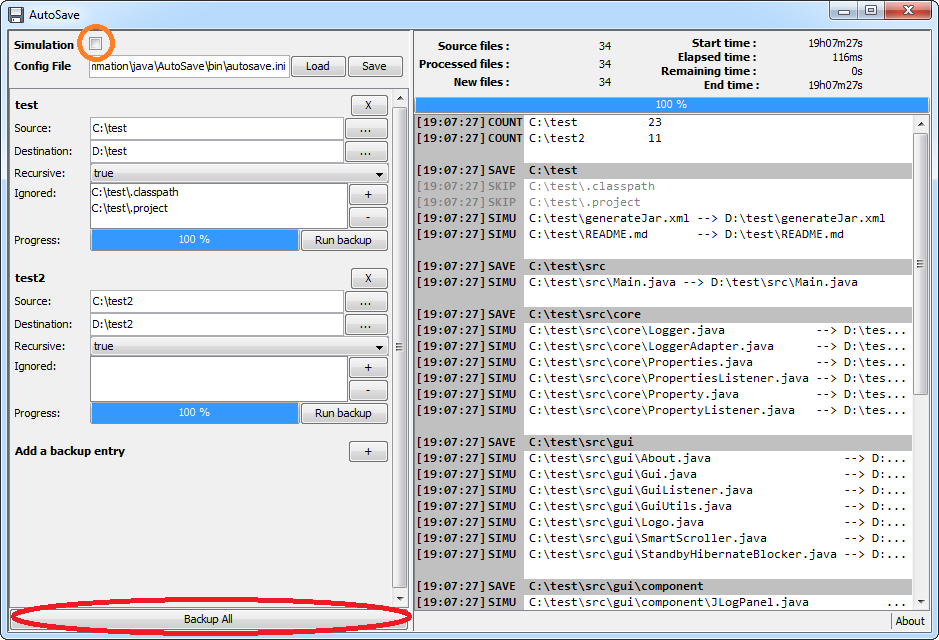 AutoSave
Simulation
Config File nmation\java\AutoSave\bin\autosave.ini Load Save
test X
Source: C:\test ...
Destination: D:\test ...
Recursive: true
Ignored: C:\test\.classpath +
C:\test\.project -
Progress: 100 % Run backup
test2 X
Source: C:\test2 ...
Destination: D:\test2 ...
Recursive: true
Ignored: +
-
Progress: 100 % Run backup
Add a backup entry +
Backup All
Source files : 34 Start time : 19h07m27s
Elapsed time : 116ms
Processed files : 34 Remaining time : 0s
New files : 34 End time : 19h07m27s
100 %
[19:07:27] COUNT C:\test 23
[19:07:27] COUNT C:\test2 11
[19:07:27] SAVE C:\test
[19:07:27] SKIP C:\test\.classpath
[19:07:27] SKIP C:\test\.project
[19:07:27] SIMU C:\test\generateJar.xml --> D:\test\generateJar.xml
[19:07:27] SIMU C:\test\README.md --> D:\test\README.md
[19:07:27] SAVE C:\test\src
[19:07:27] SIMU C:\test\src\Main.java --> D:\test\src\Main.java
[19:07:27] SAVE C:\test\src\core
[19:07:27] SIMU C:\test\src\core\Logger.java --> D:\tes...
[19:07:27] SIMU C:\test\src\core\LoggerAdapter.java --> D:\tes...
[19:07:27] SIMU C:\test\src\core\Properties.java --> D:\tes...
[19:07:27] SIMU C:\test\src\core\PropertiesListener.java --> D:\tes...
[19:07:27] SIMU C:\test\src\core\Property.java --> D:\tes...
[19:07:27] SIMU C:\test\src\core\PropertyListener.java --> D:\tes...
[19:07:27] SAVE C:\test\src\gui
[19:07:27] SIMU C:\test\src\gui\About.java --> D:...
[19:07:27] SIMU C:\test\src\gui\Gui.java --> D:...
[19:07:27] SIMU C:\test\src\gui\GuiListener.java --> D:...
[19:07:27] SIMU C:\test\src\gui\GuiUtils.java --> D:...
[19:07:27] SIMU C:\test\src\gui\Logo.java --> D:...
[19:07:27] SIMU C:\test\src\gui\SmartScroller.java --> D:...
[19:07:27] SIMU C:\test\src\gui\StandbyHibernateBlocker.java --> D:...
[19:07:27] SAVE C:\test\src\gui\component
[19:07:27] SIMU C:\test\src\gui\component\JLogPanel.java ...
About